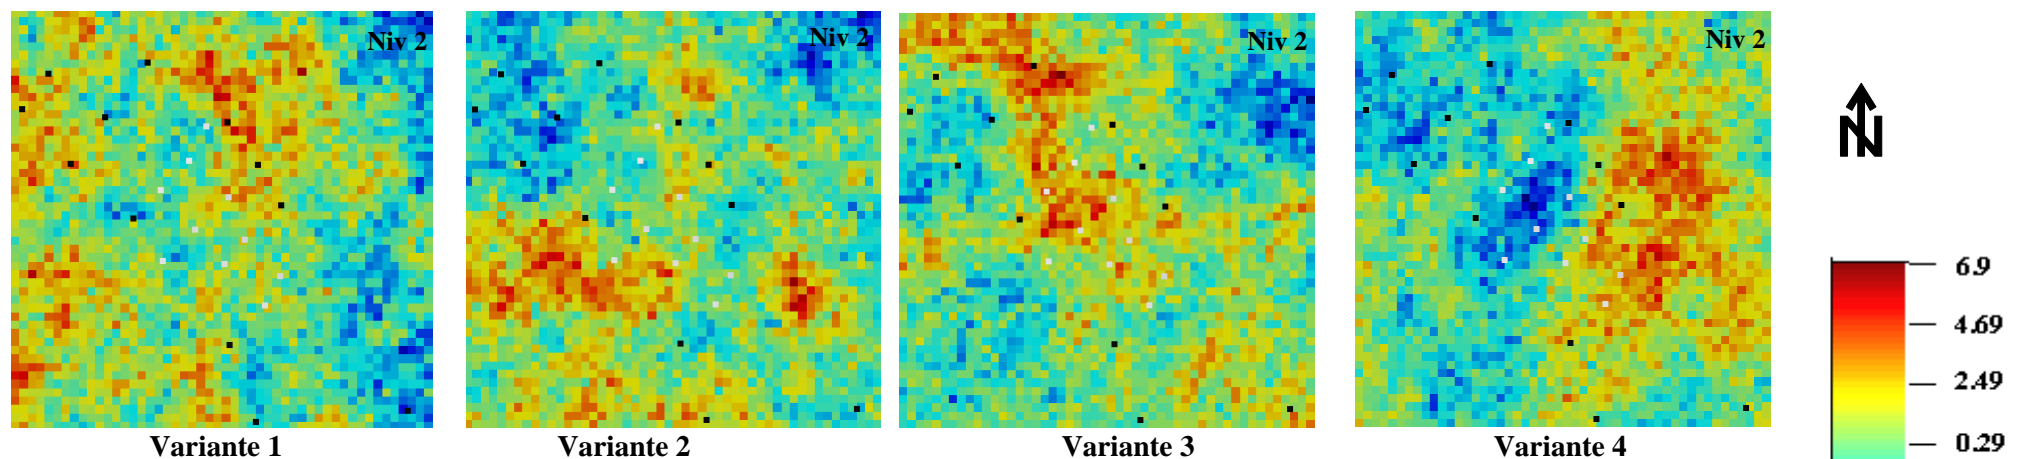 Niv 2
Niv 2
Niv 2
Niv 2
N
6.9
4.69
2.49
0.29
Variante 1
Variante 2
Variante 3
Variante 4